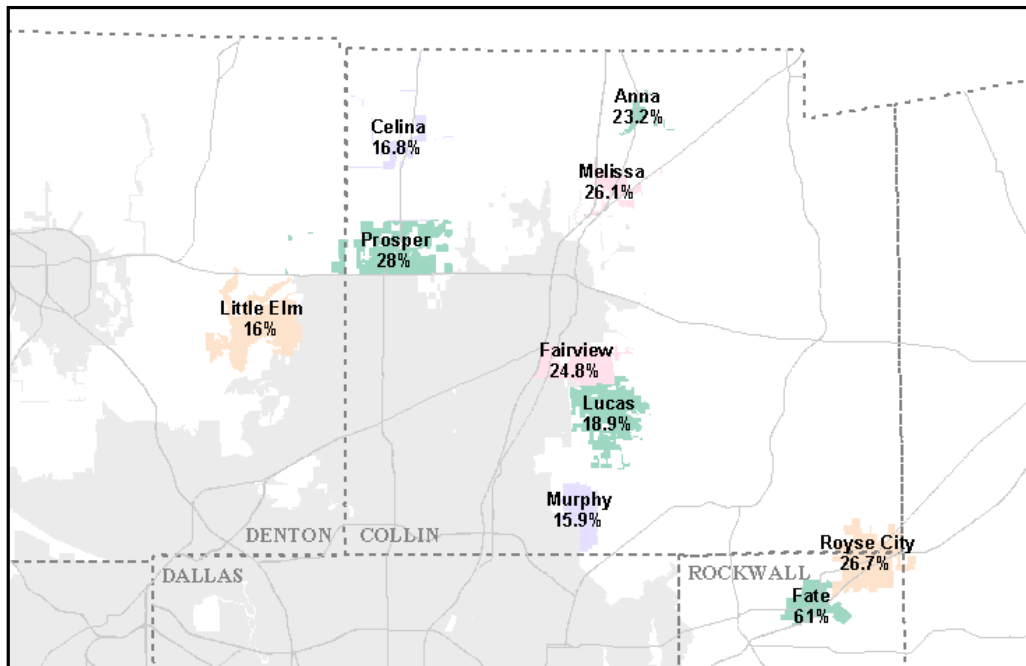 Anna
23.2%
Celina
16.8%
Melissa
26.1%
Prosper
28%
Little Elm
16%
Fairview
24.8%
Lucas
18.9%
Murphy
15.9%
DENTON
COLLIN
Royse City
26.7%
DALLAS
ROCKWALL
Fate
61%